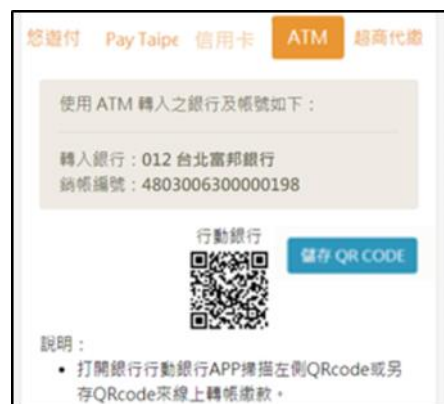 悠遊付 Pay Taipe 信用卡 ATM 超商代繳
使用 ATM 轉入之銀行及帳號如下：
轉入銀行：012 台北富邦銀行
銷帳編號：4803006300000198
行動銀行
儲存 QR CODE
說明：
• 打開銀行行動銀行APP掃描左側QRcode或另
存QRcode來線上轉帳繳款。